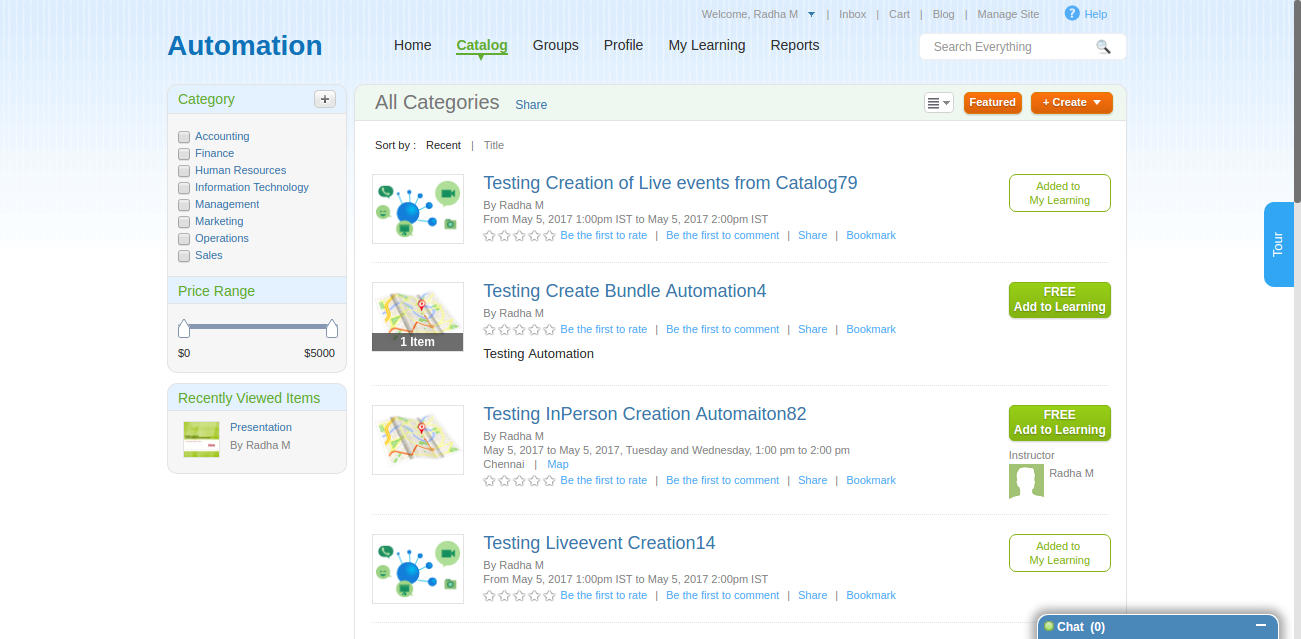 Welcome, Radha M | Inbox | Cart | Blog | Manage Site ? Help
Automation
Home Catalog Groups Profile My Learning Reports
Search Everything
Category +
Accounting
Finance
Human Resources
Information Technology
Management
Marketing
Operations
Sales
Price Range
$0 $5000
Recently Viewed Items
Presentation
By Radha M
All Categories Share
Featured
+ Create
Sort by : Recent | Title
Testing Creation of Live events from Catalog79
By Radha M
From May 5, 2017 1:00pm IST to May 5, 2017 2:00pm IST
Be the first to rate | Be the first to comment | Share | Bookmark
Added to
My Learning
Testing Create Bundle Automation4
By Radha M
Be the first to rate | Be the first to comment | Share | Bookmark
1 Item
Testing Automation
FREE
Add to Learning
Testing InPerson Creation Automaiton82
By Radha M
May 5, 2017 to May 5, 2017, Tuesday and Wednesday, 1:00 pm to 2:00 pm
Chennai | Map
Be the first to rate | Be the first to comment | Share | Bookmark
FREE
Add to Learning
Instructor
Radha M
Testing Liveevent Creation14
By Radha M
From May 5, 2017 1:00pm IST to May 5, 2017 2:00pm IST
Be the first to rate | Be the first to comment | Share | Bookmark
Added to
My Learning
Tour
Chat (0)